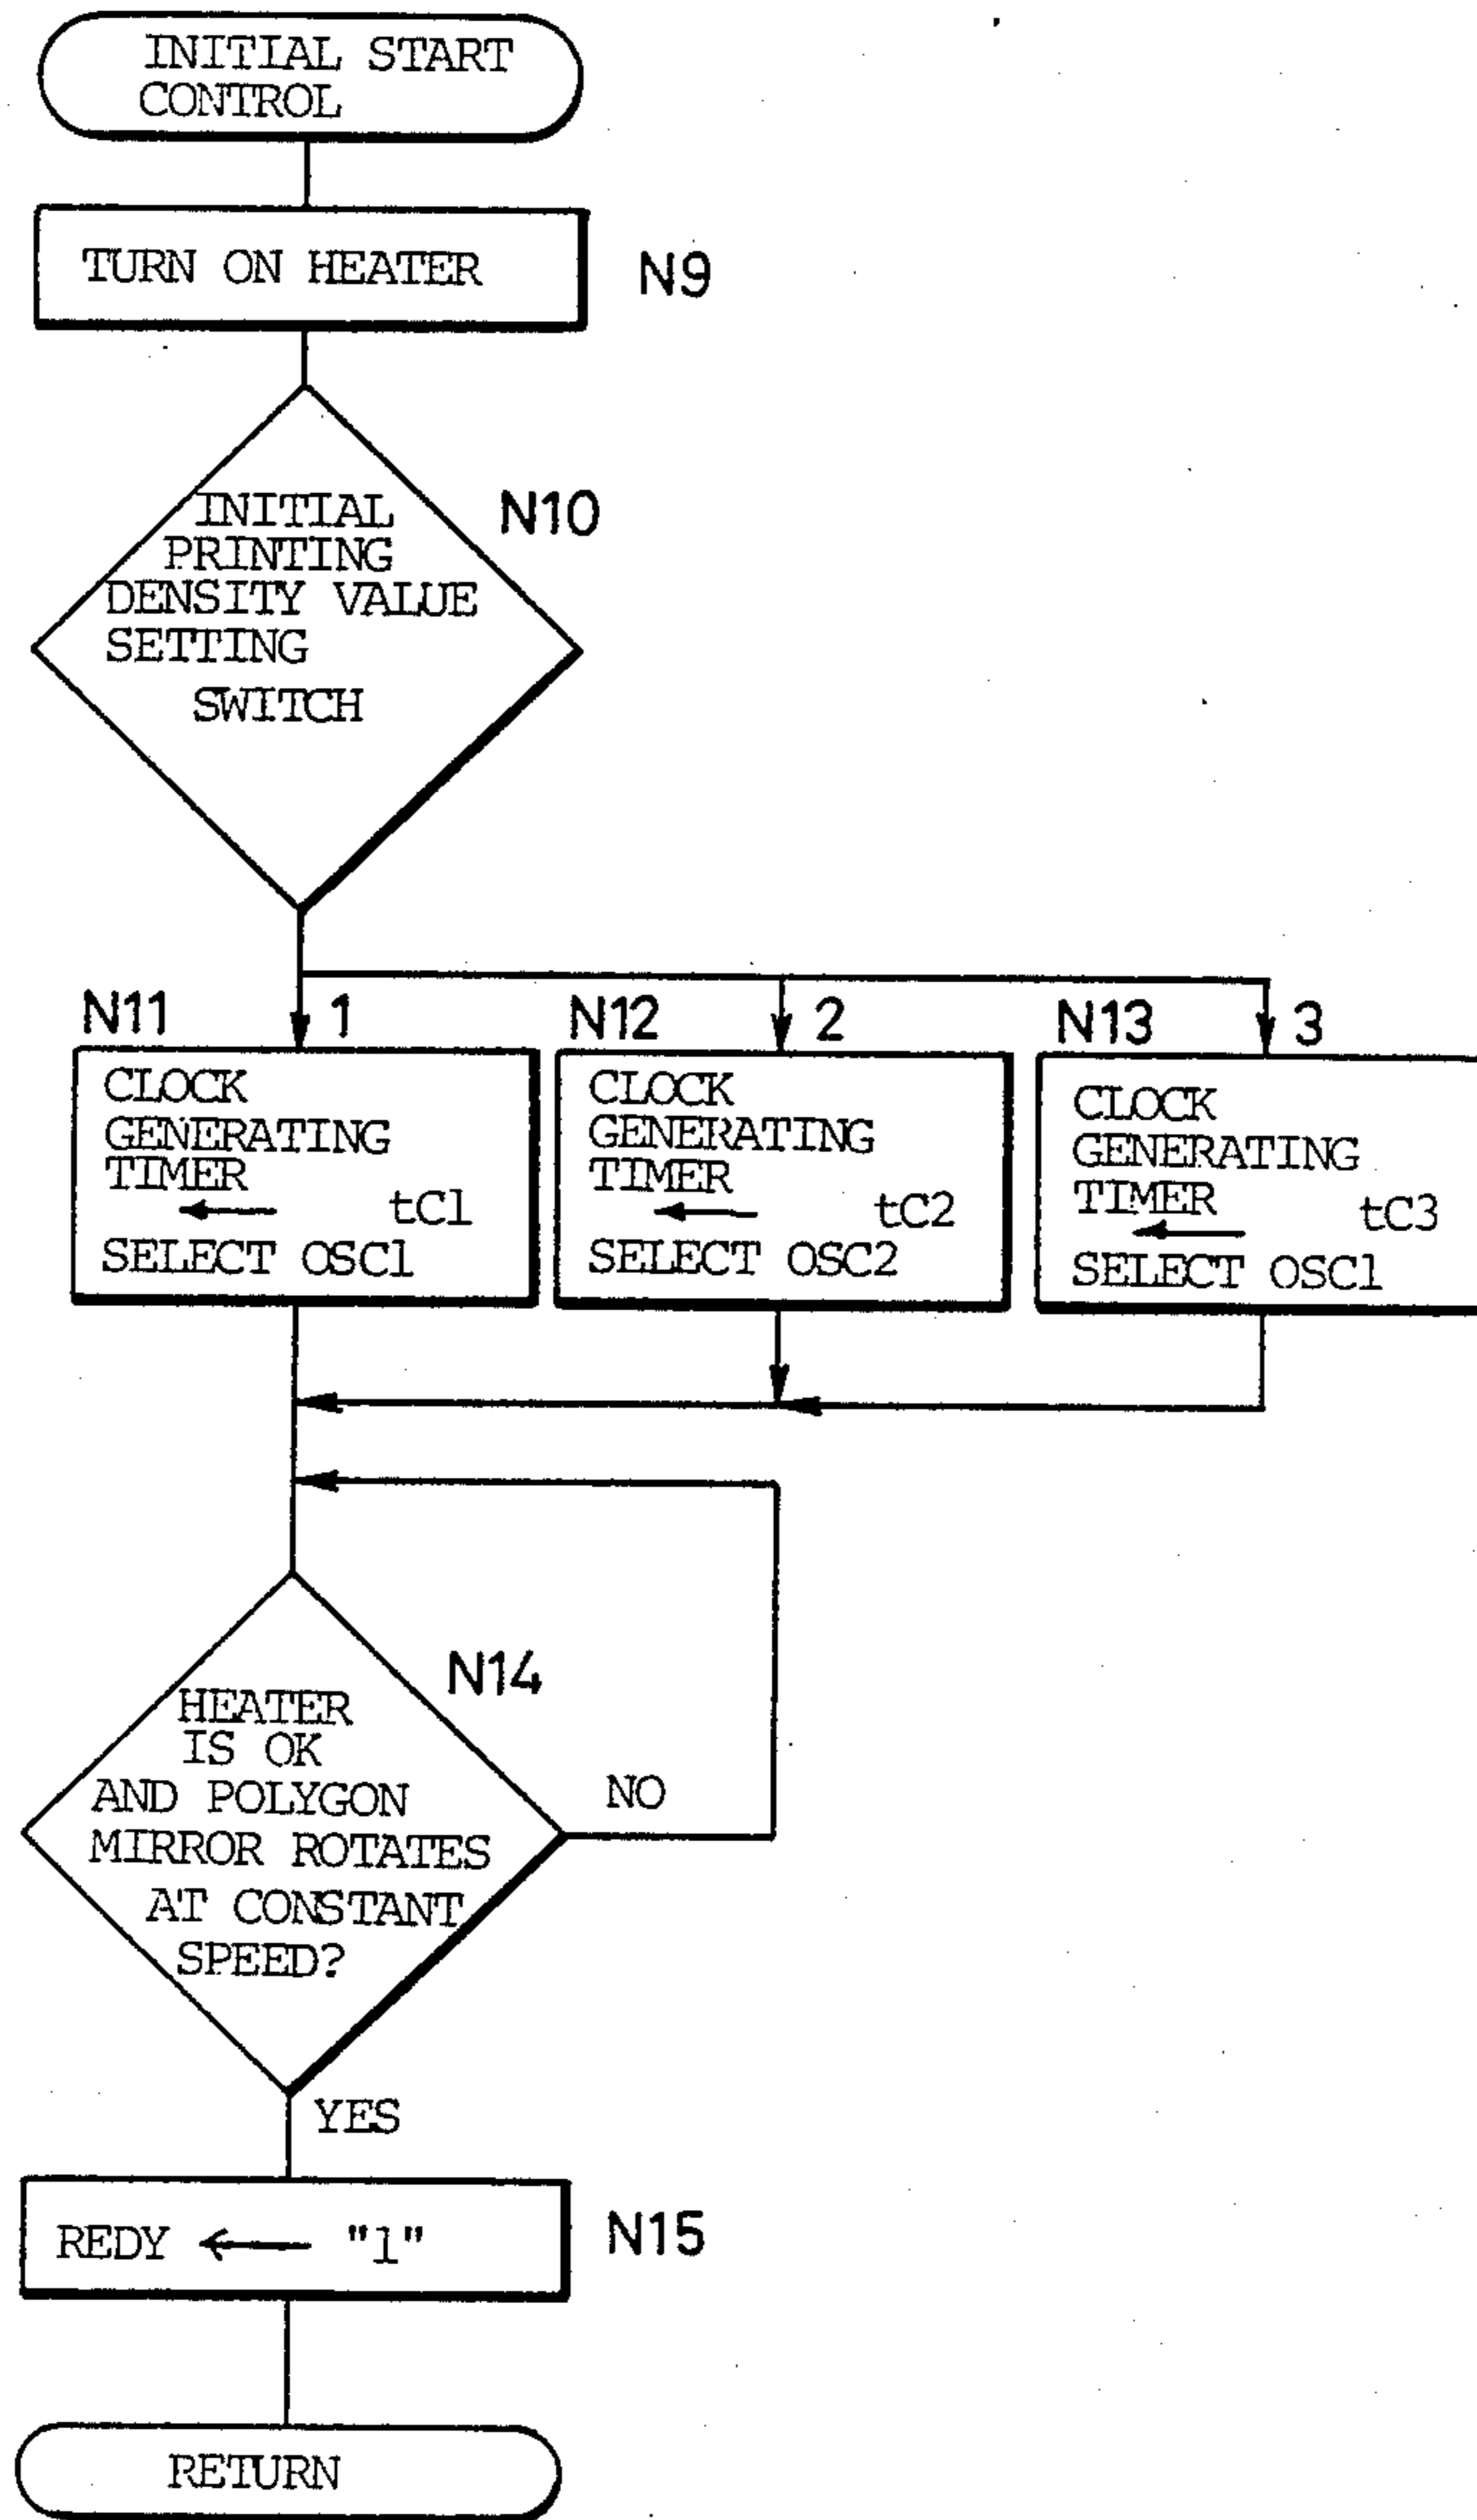 INITIAL START
CONTROL
TURN ON HEATER
N9
INITIAL
PRINTING
DENSITY VALUE
SETTING
SWITCH
N10
N11
1
CLOCK
GENERATING
TIMER
← tC1
SELECT OSC1
N12
2
CLOCK
GENERATING
TIMER
← tC2
SELECT OSC2
N13
3
CLOCK
GENERATING
TIMER
← tC3
SELECT OSC1
N14
HEATER
IS OK
AND POLYGON
MIRROR ROTATES
AT CONSTANT
SPEED?
NO
YES
REDY ← "1"
N15
RETURN